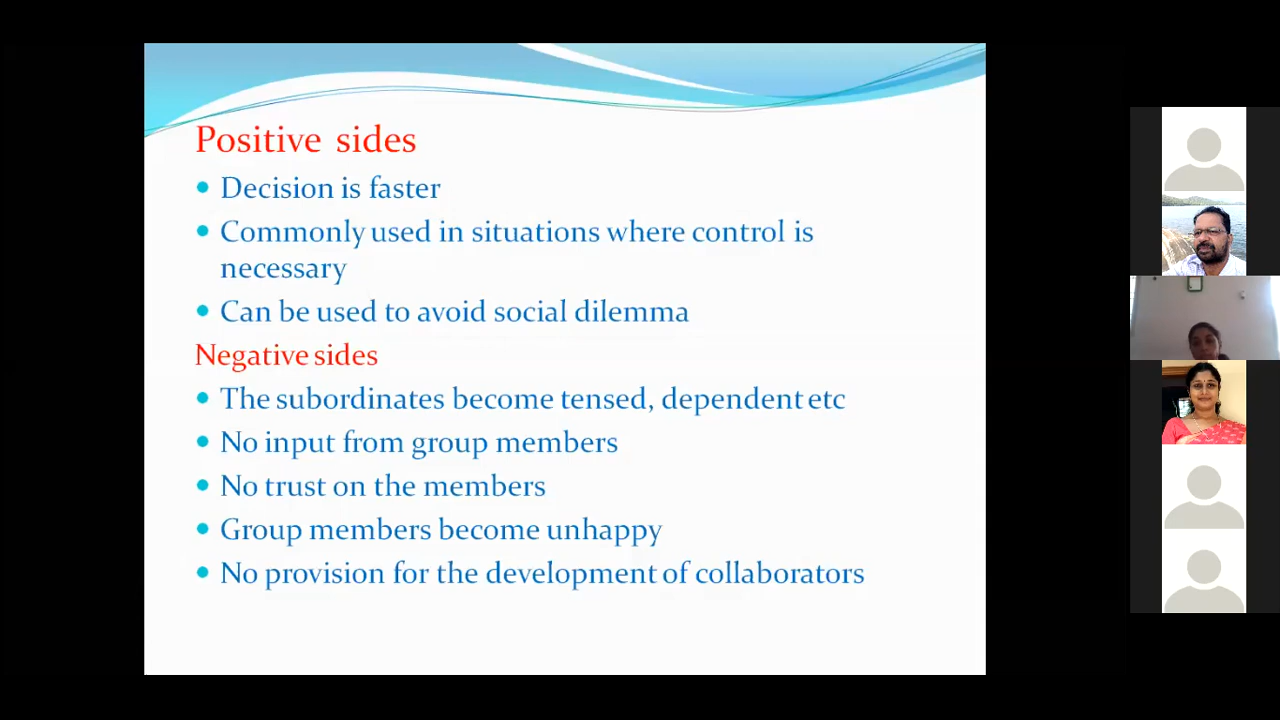 Positive sides
Decision is faster
Commonly used in situations where control is
necessary
Can be used to avoid social dilemma
Negative sides
The subordinates become tensed, dependent etc
No input from group members
No trust on the members
Group members become unhappy
No provision for the development of collaborators